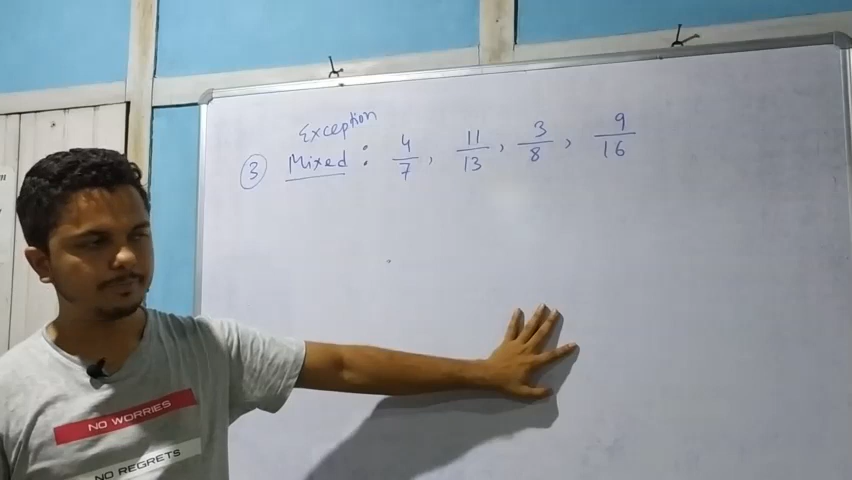 Exception
③ Mixed : 4/7, 11/13, 3/8, 9/16
NO WORRIES
NO REGRETS